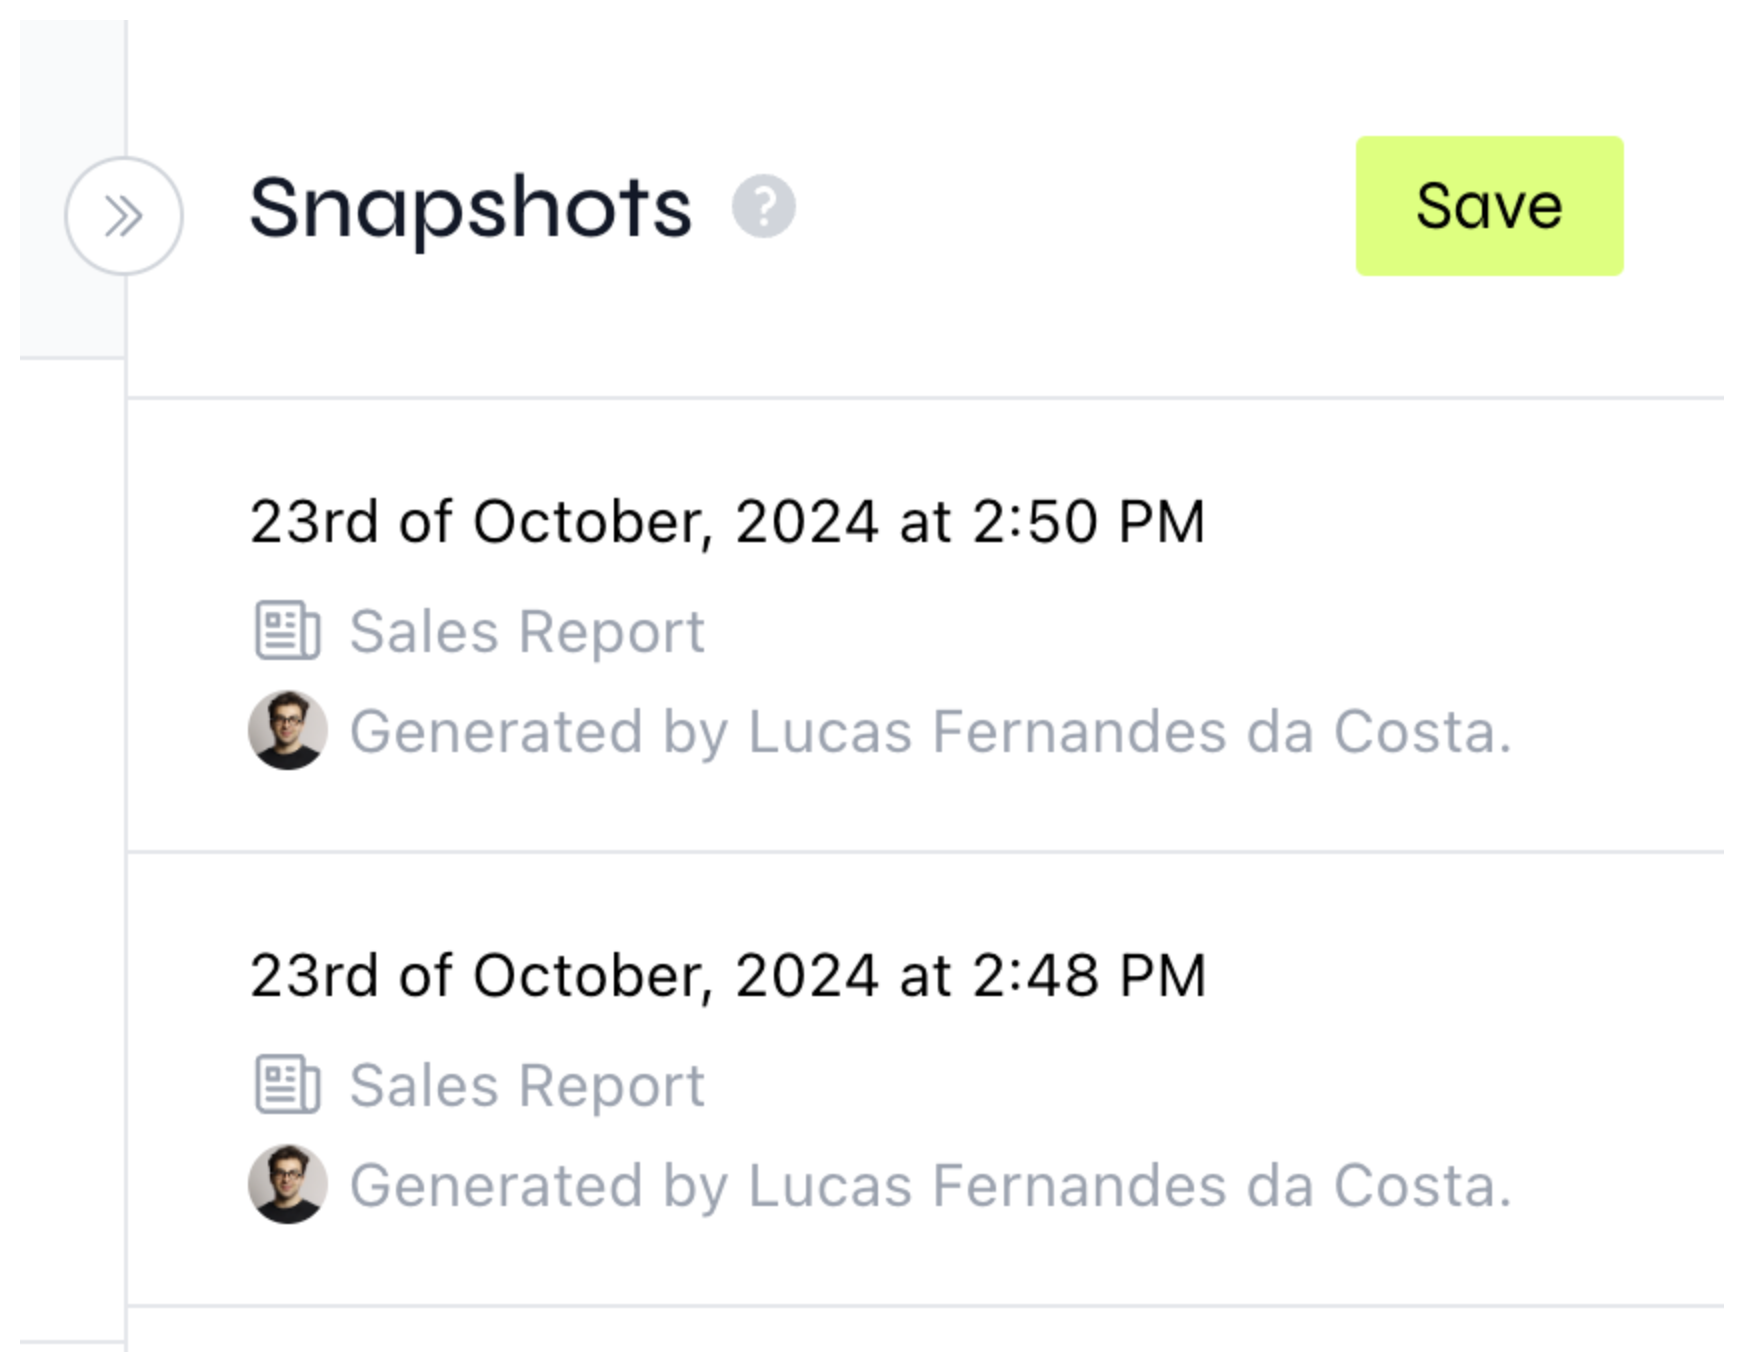 Snapshots ?
Save
23rd of October, 2024 at 2:50 PM
Sales Report
Generated by Lucas Fernandes da Costa.
23rd of October, 2024 at 2:48 PM
Sales Report
Generated by Lucas Fernandes da Costa.